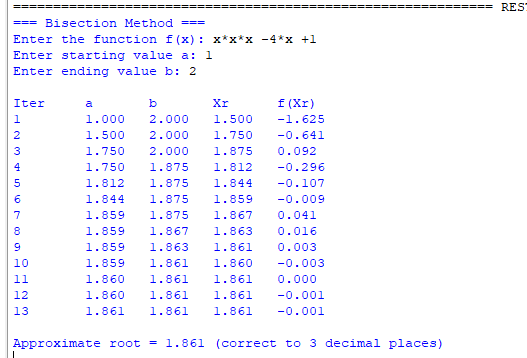 ================================================================ REST
=== Bisection Method ===
Enter the function f(x): x*x*x -4*x +1
Enter starting value a: 1
Enter ending value b: 2
Iter a b Xr f(Xr)
1 1.000 2.000 1.500 -1.625
2 1.500 2.000 1.750 -0.641
3 1.750 2.000 1.875 0.092
4 1.750 1.875 1.812 -0.296
5 1.812 1.875 1.844 -0.107
6 1.844 1.875 1.859 -0.009
7 1.859 1.875 1.867 0.041
8 1.859 1.867 1.863 0.016
9 1.859 1.863 1.861 0.003
10 1.859 1.861 1.860 -0.003
11 1.860 1.861 1.861 0.000
12 1.860 1.861 1.861 -0.001
13 1.861 1.861 1.861 -0.001
Approximate root = 1.861 (correct to 3 decimal places)